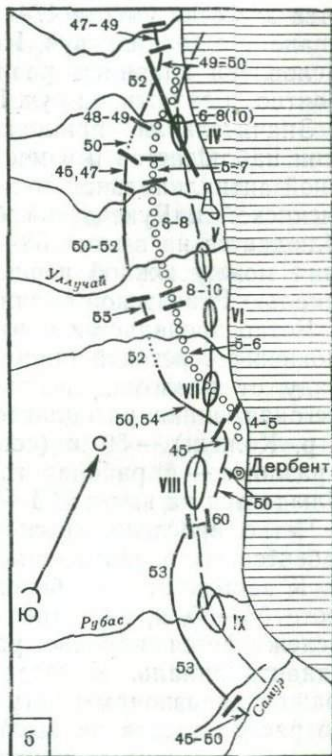 47–49
49–50
52
48–49
6–8(10)
IV
50
45,47
5–7
6–8
V
50–52
Уллучай
8–10
VI
55
5–6
52
VII
50,64
4–5
45
Дербент
С
VIII
50
60
53
Ю
Рубас
IX
53
Самур
45–50
б